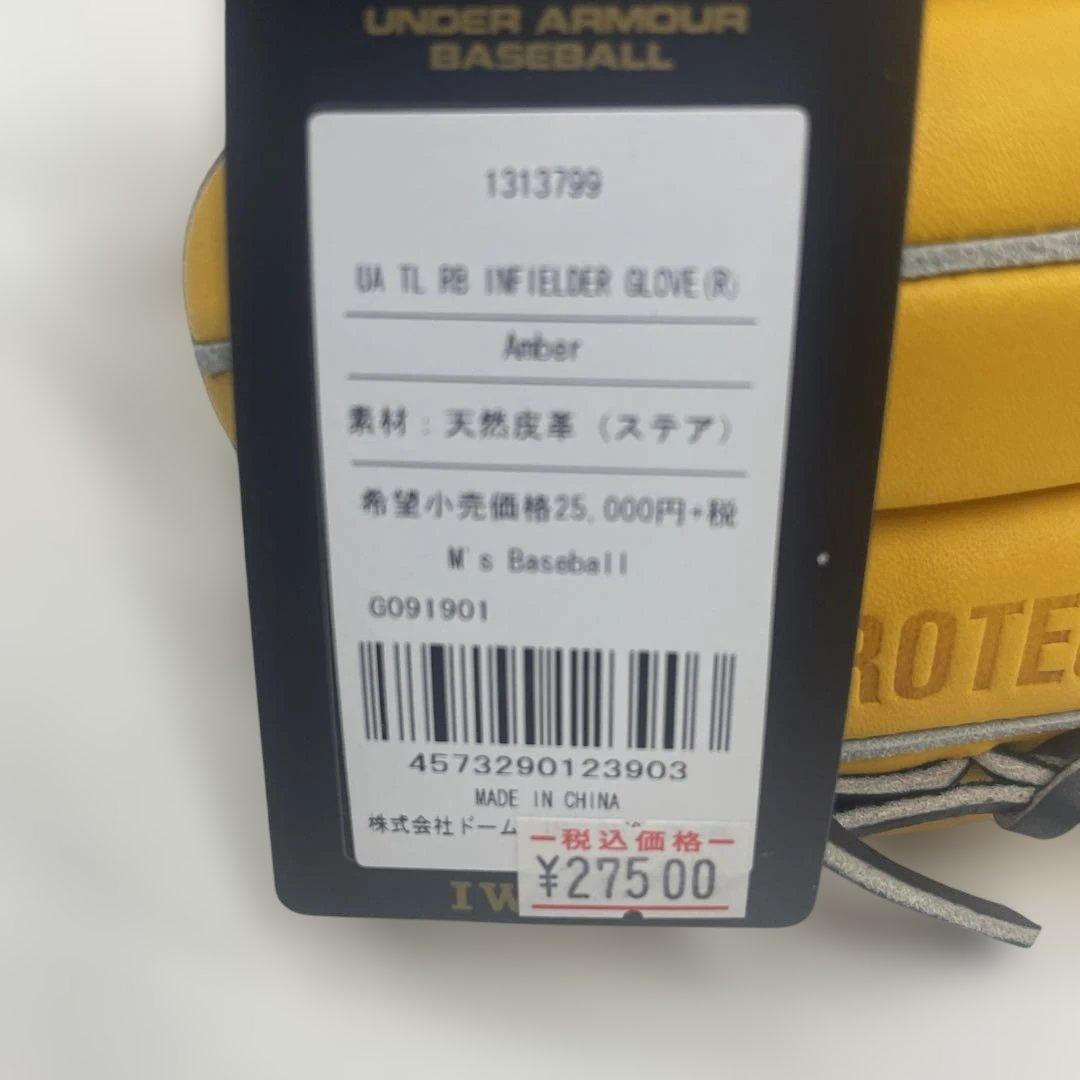 UNDER ARMOUR
BASEBALL
1313799
UA TL RB INFIELDER GLOVE(R)
Amber
素材：天然皮革（ステア）
希望小売価格25,000円+税
M's Baseball
G091901
4573290123903
MADE IN CHINA
株式会社ドーム
税込価格
¥27500
IW
ROTE